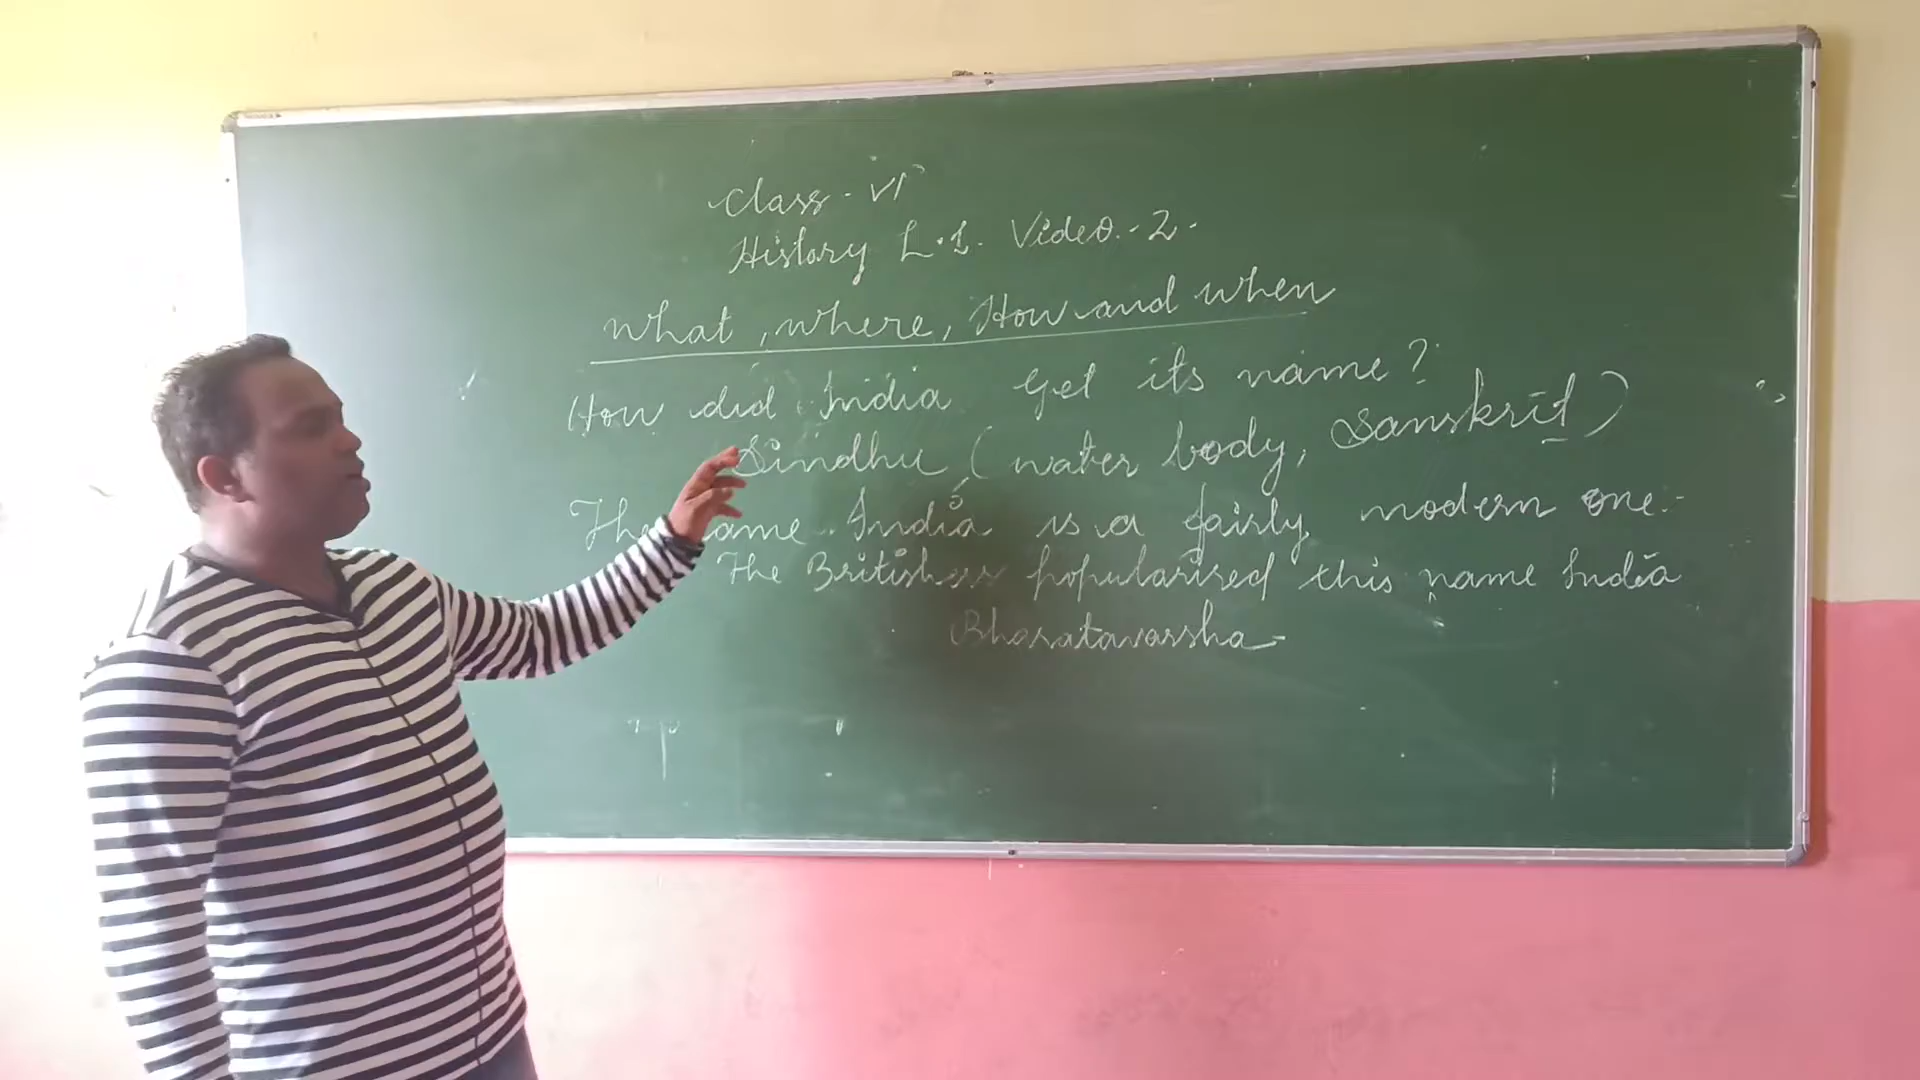 Class - VI
History L.1. Video - 2.
What, where, How and when
How did India get its name?
Sindhu (water body, Sanskrit)
The name India is a fairly modern one.
The Britishers popularised this name India
Bharatavarsha